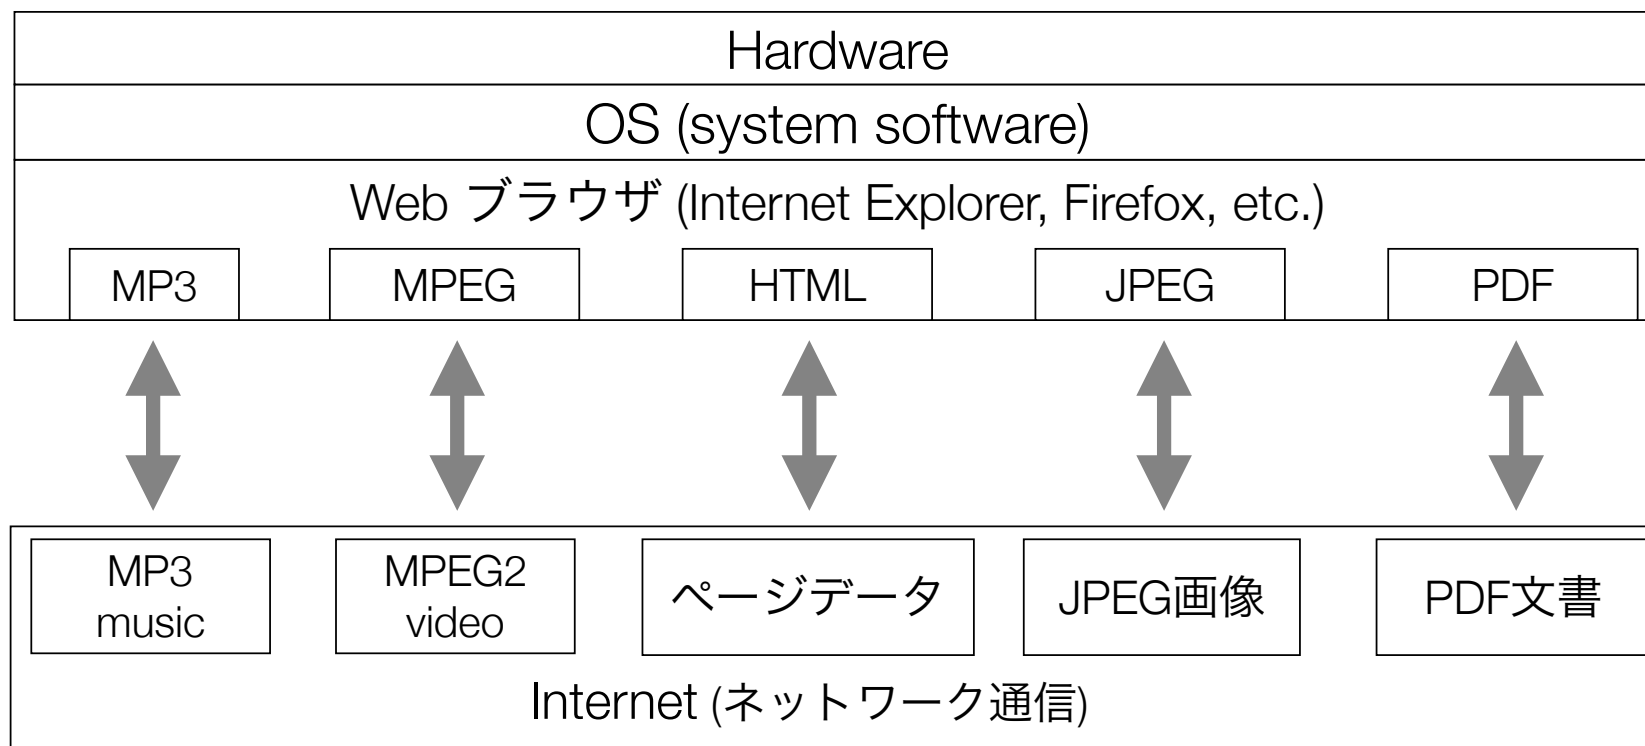 Hardware
OS (system software)
Web ブラウザ (Internet Explorer, Firefox, etc.)
MP3
MPEG
HTML
JPEG
PDF
MP3
music
MPEG2
video
ページデータ
JPEG画像
PDF文書
Internet (ネットワーク通信)